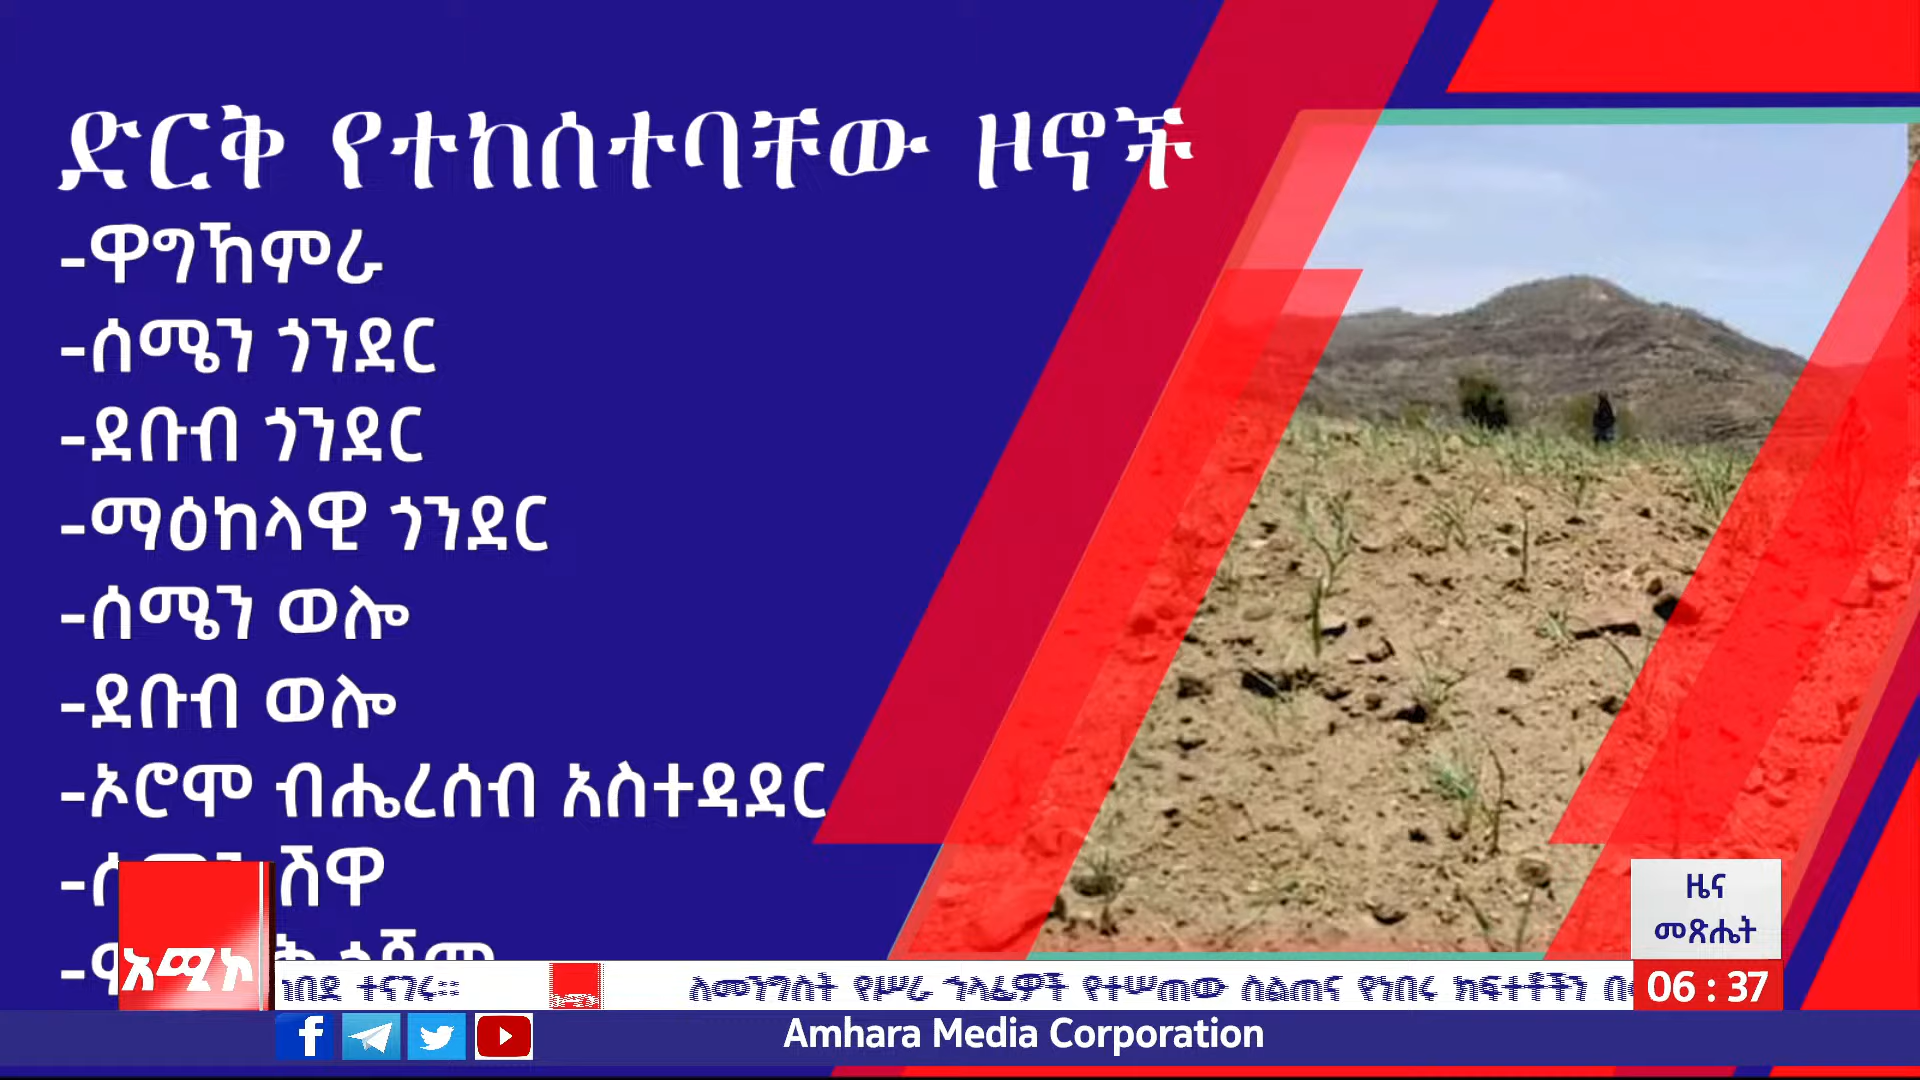 ድርቅ የተከሰተባቸው ዞኖች
-ዋግኸምራ
-ሰሜን ጎንደር
-ደቡብ ጎንደር
-ማዕከላዊ ጎንደር
-ሰሜን ወሎ
-ደቡብ ወሎ
-ኦሮሞ ብሔረሰብ አስተዳደር
ሸዋ
አሚኮ
ዜና
መጽሔት
ተናገሩ።
ለመንግስት የሥራ ኀላፊዎች የተሠጠው ስልጠና የነበሩ ክፍተቶችን
06 : 37
Amhara Media Corporation